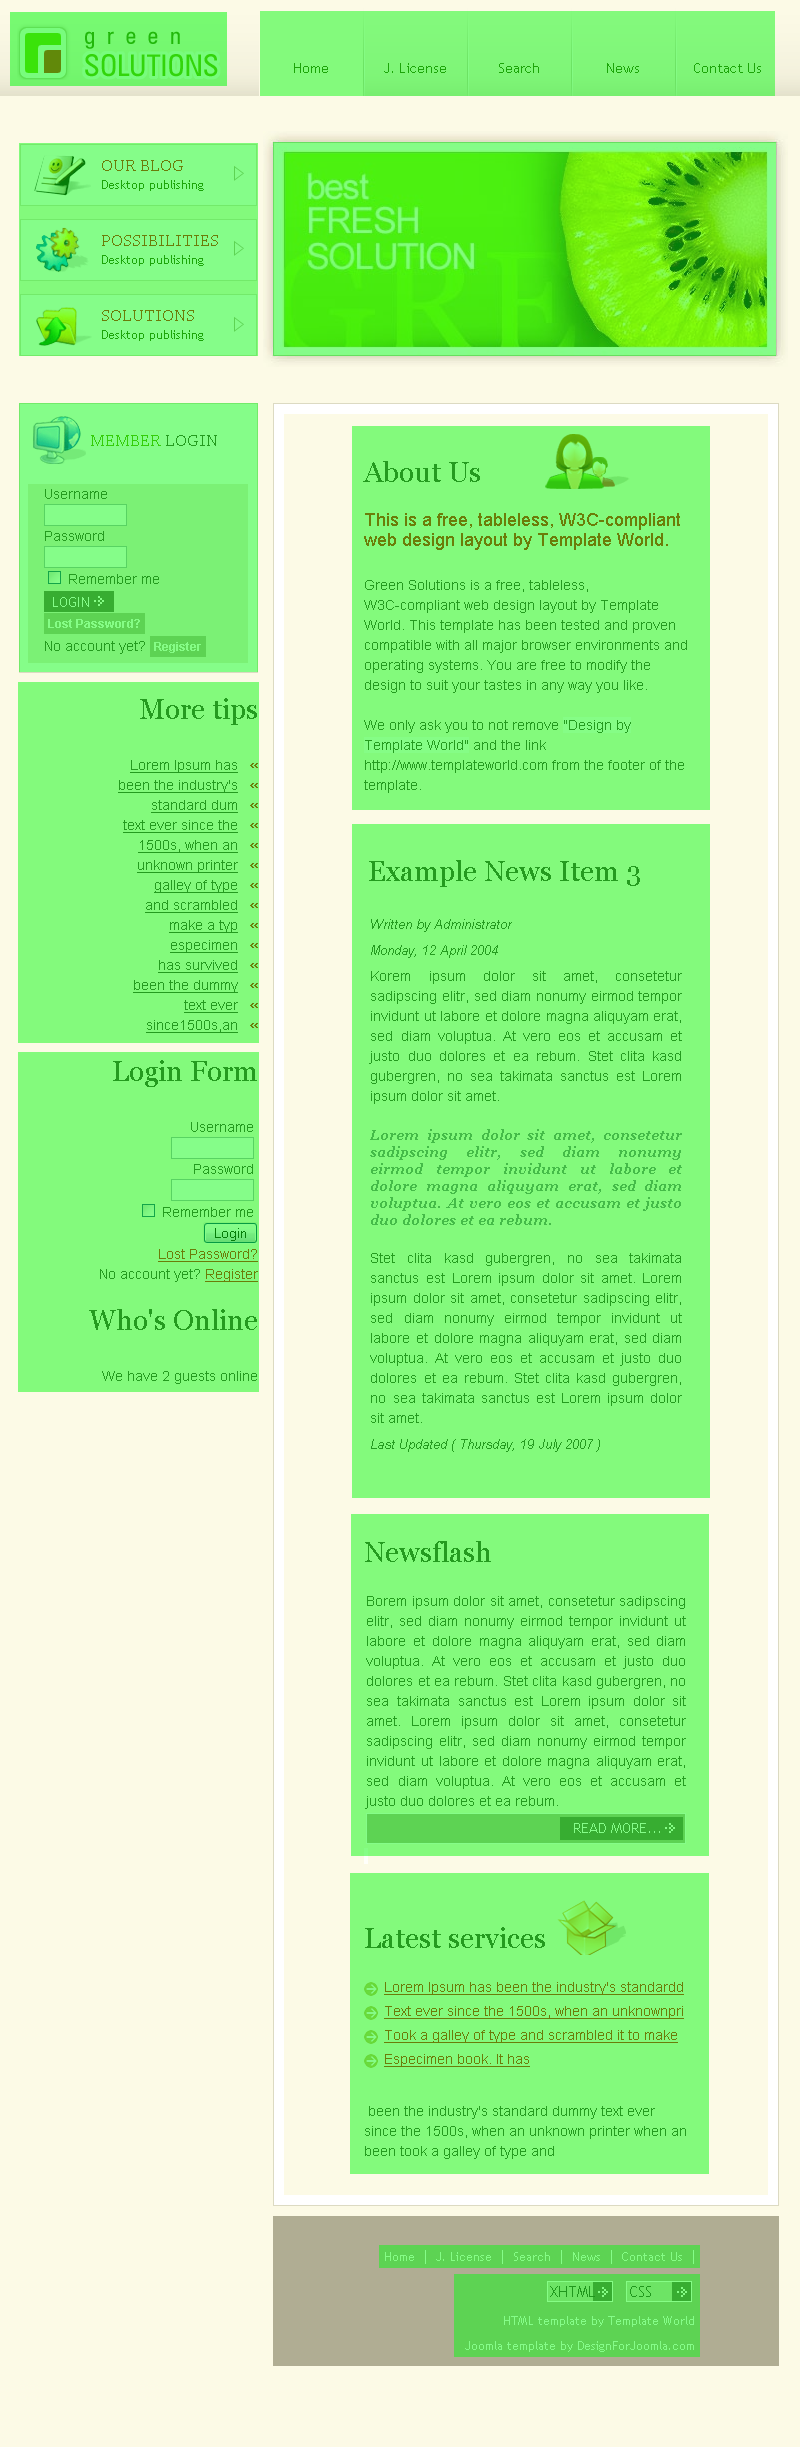 green
SOLUTIONS
Home
J. License
Search
News
Contact Us
OUR BLOG
Desktop publishing
POSSIBILITIES
Desktop publishing
SOLUTIONS
Desktop publishing
best
FRESH
SOLUTION
GRE
MEMBER LOGIN
Username
Password
Remember me
LOGIN
Lost Password?
No account yet? Register
More tips
Lorem Ipsum has
been the industry's
standard dum
text ever since the
1500s, when an
unknown printer
galley of type
and scrambled
make a typ
especimen
has survived
been the dummy
text ever
since1500s,an
Login Form
Username
Password
Remember me
Login
Lost Password?
No account yet? Register
Who's Online
We have 2 guests online
About Us
This is a free, tableless, W3C-compliant
web design layout by Template World.
Green Solutions is a free, tableless,
W3C-compliant web design layout by Template
World. This template has been tested and proven
compatible with all major browser environments and
operating systems. You are free to modify the
design to suit your tastes in any way you like.
We only ask you to not remove "Design by
Template World" and the link
http://www.templateworld.com from the footer of the
template.
Example News Item 3
Written by Administrator
Monday, 12 April 2004
Korem ipsum dolor sit amet, consetetur
sadipscing elitr, sed diam nonumy eirmod tempor
invidunt ut labore et dolore magna aliquyam erat,
sed diam voluptua. At vero eos et accusam et
justo duo dolores et ea rebum. Stet clita kasd
gubergren, no sea takimata sanctus est Lorem
ipsum dolor sit amet.
Lorem ipsum dolor sit amet, consetetur
sadipscing elitr, sed diam nonumy
eirmod tempor invidunt ut labore et
dolore magna aliquyam erat, sed diam
voluptua. At vero eos et accusam et justo
duo dolores et ea rebum.
Stet clita kasd gubergren, no sea takimata
sanctus est Lorem ipsum dolor sit amet. Lorem
ipsum dolor sit amet, consetetur sadipscing elitr,
sed diam nonumy eirmod tempor invidunt ut
labore et dolore magna aliquyam erat, sed diam
voluptua. At vero eos et accusam et justo duo
dolores et ea rebum. Stet clita kasd gubergren,
no sea takimata sanctus est Lorem ipsum dolor
sit amet.
Last Updated ( Thursday, 19 July 2007 )
Newsflash
Borem ipsum dolor sit amet, consetetur sadipscing
elitr, sed diam nonumy eirmod tempor invidunt ut
labore et dolore magna aliquyam erat, sed diam
voluptua. At vero eos et accusam et justo duo
dolores et ea rebum. Stet clita kasd gubergren, no
sea takimata sanctus est Lorem ipsum dolor sit
amet. Lorem ipsum dolor sit amet, consetetur
sadipscing elitr, sed diam nonumy eirmod tempor
invidunt ut labore et dolore magna aliquyam erat,
sed diam voluptua. At vero eos et accusam et
justo duo dolores et ea rebum.
READ MORE...
Latest services
Lorem Ipsum has been the industry's standardd
Text ever since the 1500s, when an unknownpri
Took a galley of type and scrambled it to make
Especimen book. It has
been the industry's standard dummy text ever
since the 1500s, when an unknown printer when an
been took a galley of type and
Home | J. License | Search | News | Contact Us |
XHTML CSS
HTML template by Template World
Joomla template by DesignForJoomla.com